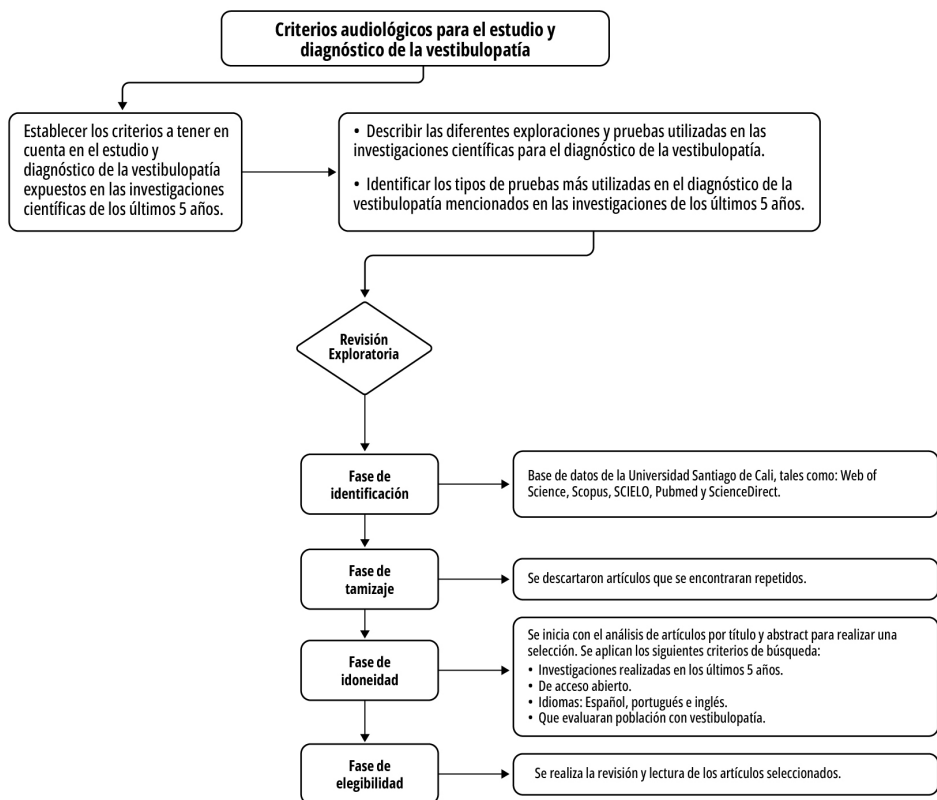 Criterios audiológicos para el estudio y
diagnóstico de la vestibulopatía
Establecer los criterios a tener en
cuenta en el estudio y
diagnóstico de la vestibulopatía
expuestos en las investigaciones
científicas de los últimos 5 años.
• Describir las diferentes exploraciones y pruebas utilizadas en las
investigaciones científicas para el diagnóstico de la vestibulopatía.
• Identificar los tipos de pruebas más utilizadas en el diagnóstico de la
vestibulopatía mencionados en las investigaciones de los últimos 5 años.
Revisión
Exploratoria
Fase de
identificación
Base de datos de la Universidad Santiago de Cali, tales como: Web of
Science, Scopus, SCIELO, Pubmed y ScienceDirect.
Fase de
tamizaje
Se descartaron artículos que se encontraran repetidos.
Fase de
idoneidad
Se inicia con el análisis de artículos por título y abstract para realizar una
selección. Se aplican los siguientes criterios de búsqueda:
• Investigaciones realizadas en los últimos 5 años.
• De acceso abierto.
• Idiomas: Español, portugués e inglés.
• Que evaluaran población con vestibulopatía.
Fase de
elegibilidad
Se realiza la revisión y lectura de los artículos seleccionados.